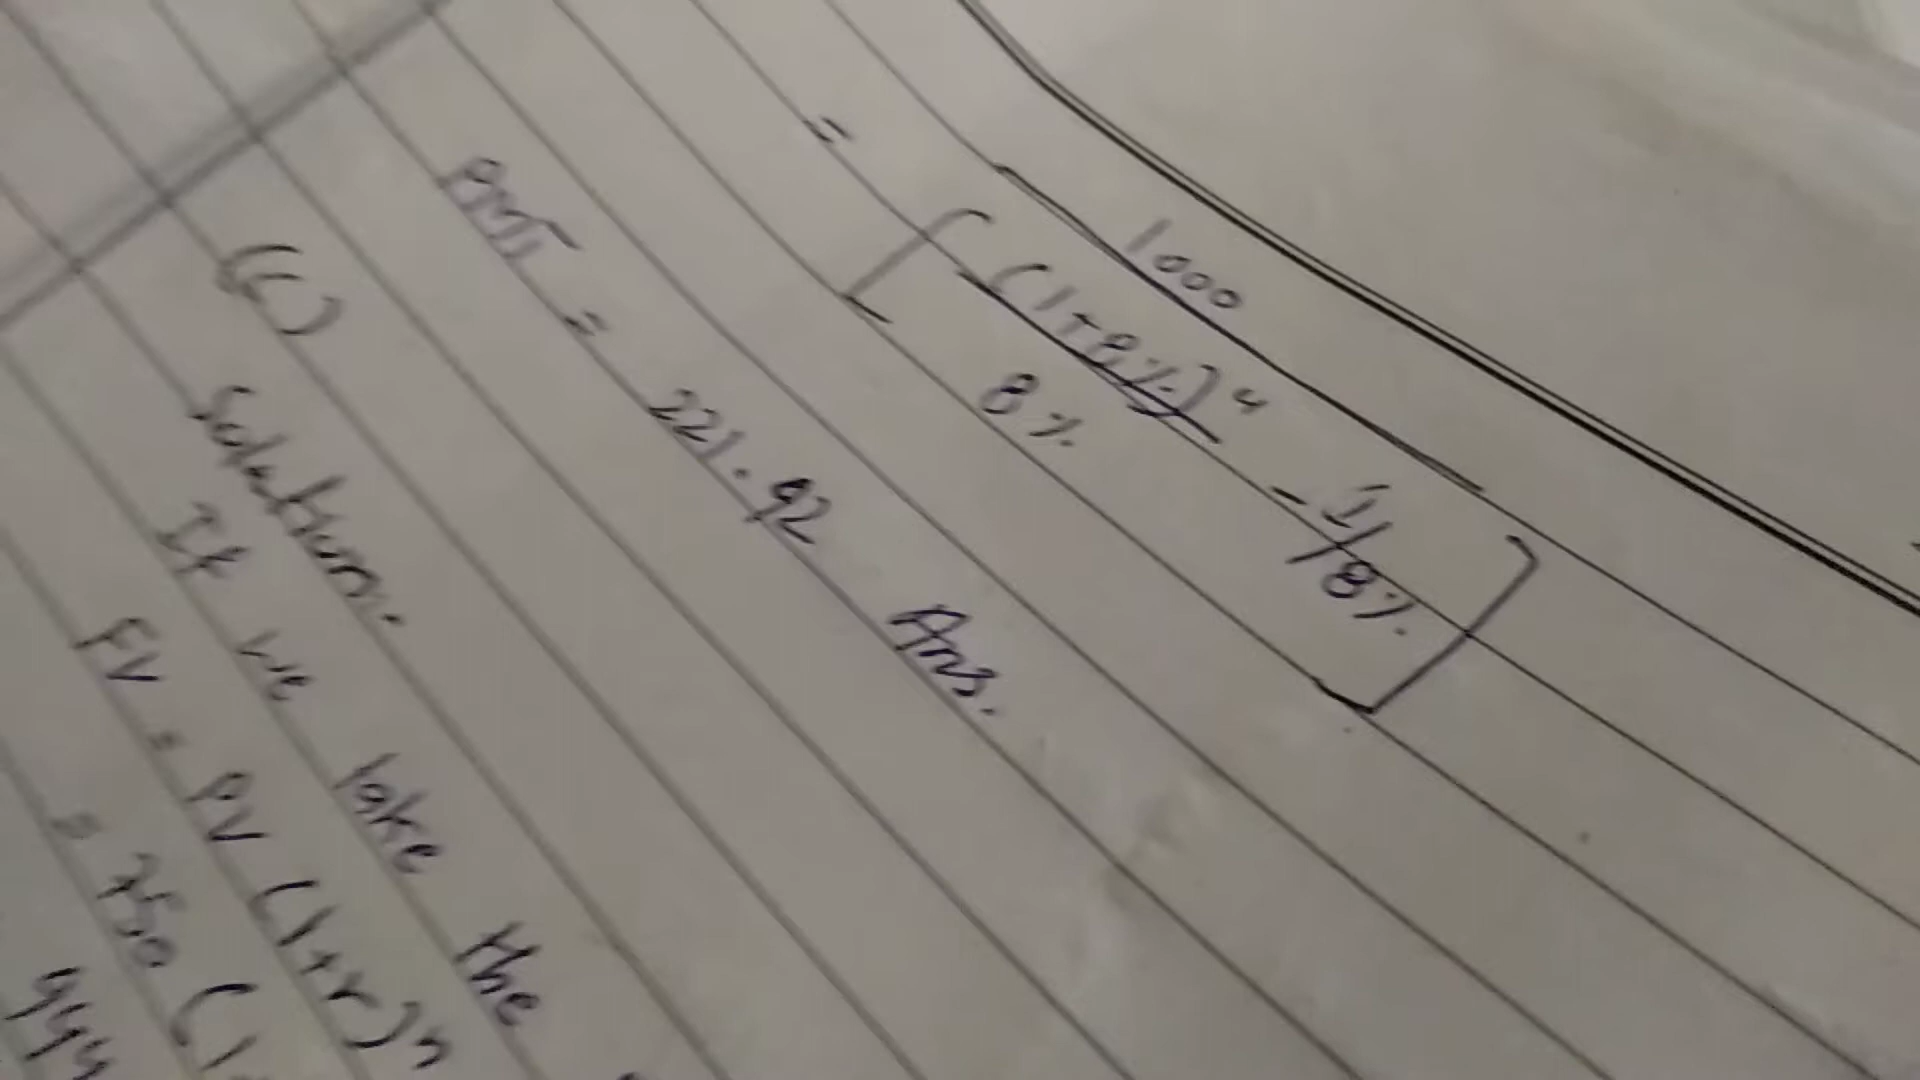 1000
= [ (1+8%)⁴ - 1/8% ]
8%
PMT = 221.92 Ans.
(C)
Solution.
If we take the
FV = PV (1+r)ⁿ
= 750 (1